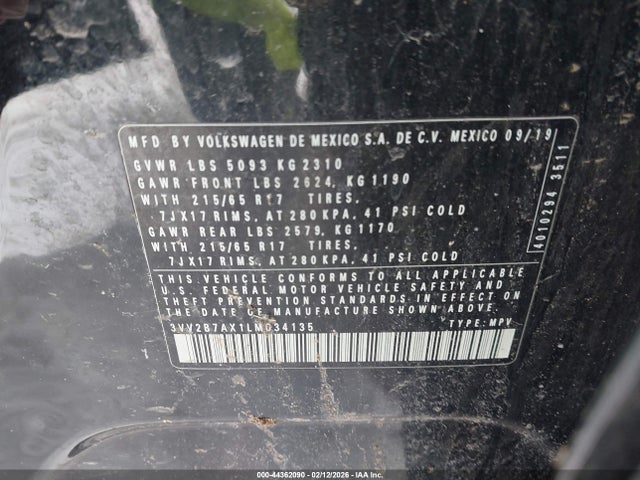 MFD BY VOLKSWAGEN DE MEXICO S.A. DE C.V. MEXICO 09/19
GVWR LBS 5093 KG 2310
GAWR FRONT LBS 2624, KG 1190
WITH 215/65 R17 TIRES,
7JX17 RIMS, AT 280 KPA, 41 PSI COLD
GAWR REAR LBS 2579, KG 1170
WITH 215/65 R17 TIRES,
7JX17 RIMS, AT 280 KPA, 41 PSI COLD
THIS VEHICLE CONFORMS TO ALL APPLICABLE
U.S. FEDERAL MOTOR VEHICLE SAFETY AND
THEFT PREVENTION STANDARDS IN EFFECT ON
THE DATE OF MANUFACTURE SHOWN ABOVE.
3VV2B7AX1LM034135 TYPE: MPV
4010294 3511
000-44362090 - 02/12/2026 - IAA Inc.